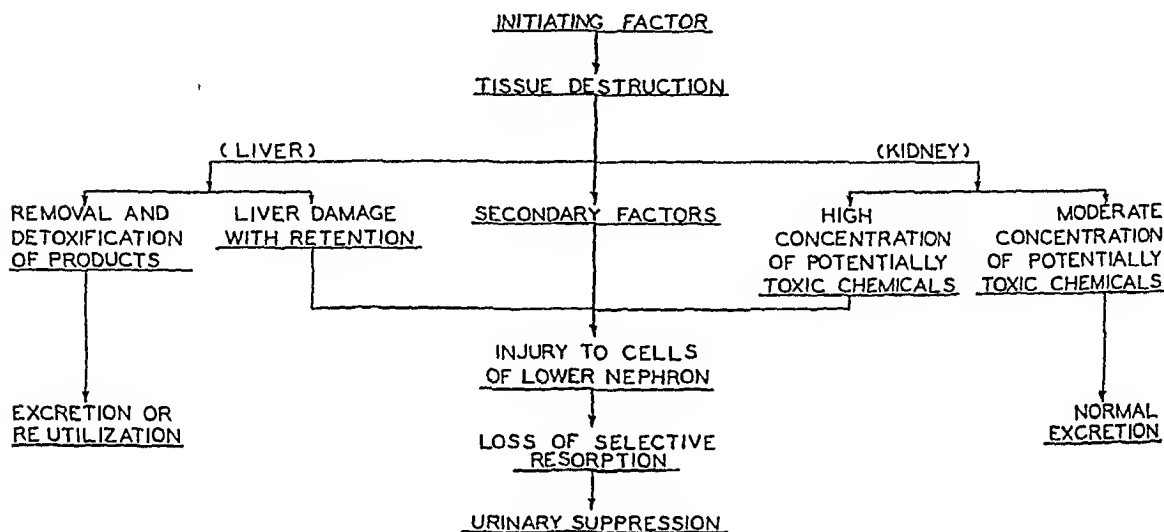 INITIATING FACTOR
TISSUE DESTRUCTION
(LIVER)
(KIDNEY)
REMOVAL AND
DETOXIFICATION
OF PRODUCTS
LIVER DAMAGE
WITH RETENTION
SECONDARY FACTORS
HIGH
CONCENTRATION
OF POTENTIALLY
TOXIC CHEMICALS
MODERATE
CONCENTRATION
OF POTENTIALLY
TOXIC CHEMICALS
INJURY TO CELLS
OF LOWER NEPHRON
EXCRETION OR
RE UTILIZATION
NORMAL
EXCRETION
LOSS OF SELECTIVE
RESORPTION
URINARY SUPPRESSION